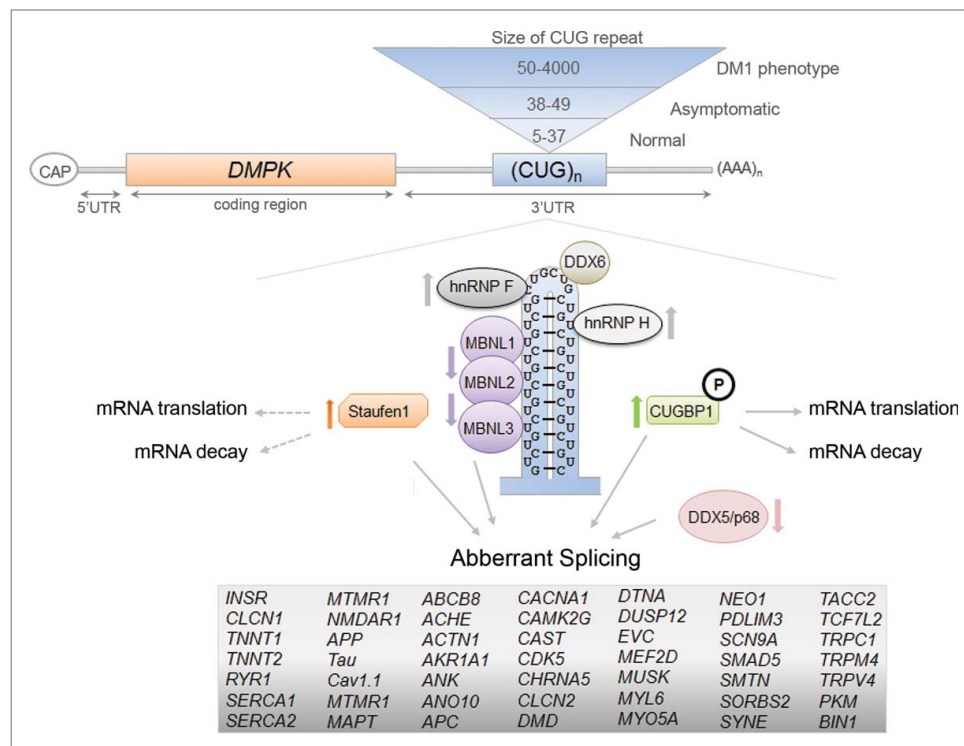 Size of CUG repeat
50-4000
DM1 phenotype
38-49
Asymptomatic
5-37
Normal
CAP
DMPK
(CUG)n
(AAA)n
5'UTR
coding region
3'UTR
DDX6
hnRNP F
hnRNP H
MBNL1
MBNL2
MBNL3
P
Staufen1
CUGBP1
mRNA translation
mRNA decay
mRNA translation
mRNA decay
DDX5/p68
Abberrant Splicing
INSR MTMR1 ABCB8 CACNA1 DTNA NEO1 TACC2
CLCN1 NMDAR1 ACHE CAMK2G DUSP12 PDLIM3 TCF7L2
TNNT1 APP ACTN1 CAST EVC SCN9A TRPC1
TNNT2 Tau AKR1A1 CDK5 MEF2D SMAD5 TRPM4
RYR1 Cav1.1 ANK CHRNA5 MUSK SMTN TRPV4
SERCA1 MTMR1 ANO10 CLCN2 MYL6 SORBS2 PKM
SERCA2 MAPT APC DMD MYO5A SYNE BIN1